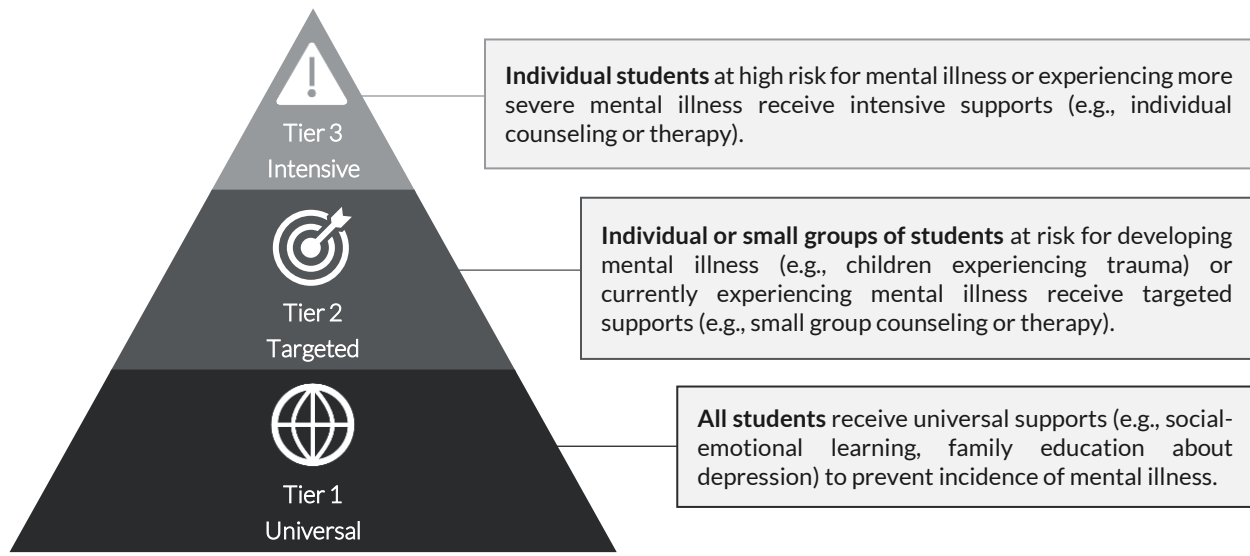 Tier 3
Intensive
Individual students at high risk for mental illness or experiencing more
severe mental illness receive intensive supports (e.g., individual
counseling or therapy).
Tier 2
Targeted
Individual or small groups of students at risk for developing
mental illness (e.g., children experiencing trauma) or
currently experiencing mental illness receive targeted
supports (e.g., small group counseling or therapy).
Tier 1
Universal
All students receive universal supports (e.g., social-
emotional learning, family education about
depression) to prevent incidence of mental illness.